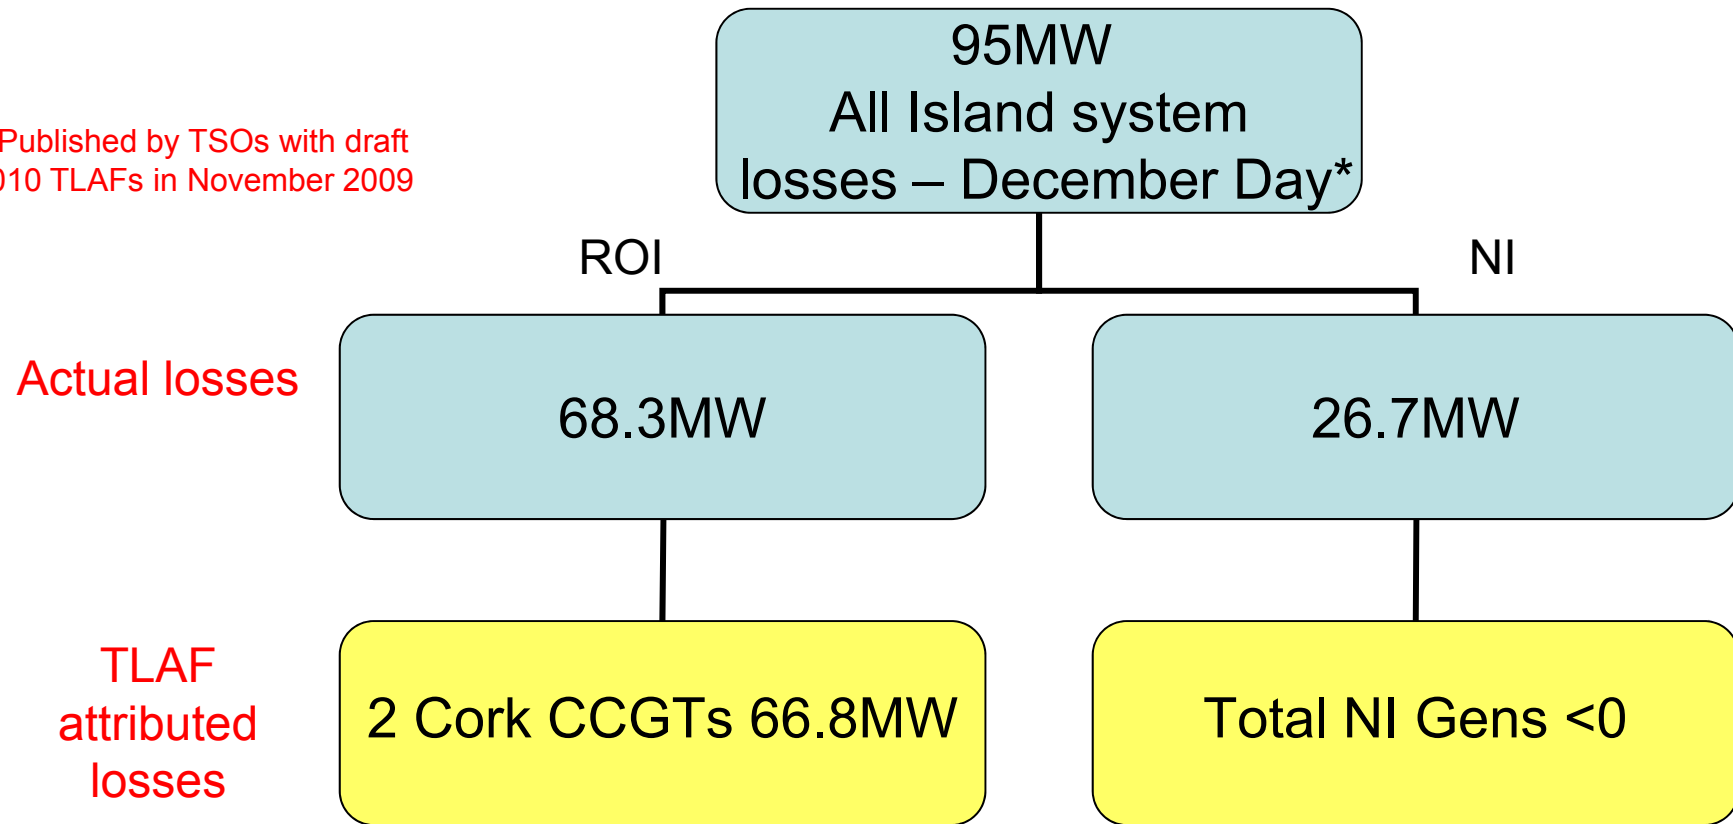 95MW
All Island system
losses – December Day*
Published by TSOs with draft
010 TLAFs in November 2009
ROI
NI
Actual losses
68.3MW
26.7MW
TLAF
attributed
losses
2 Cork CCGTs 66.8MW
Total NI Gens <0